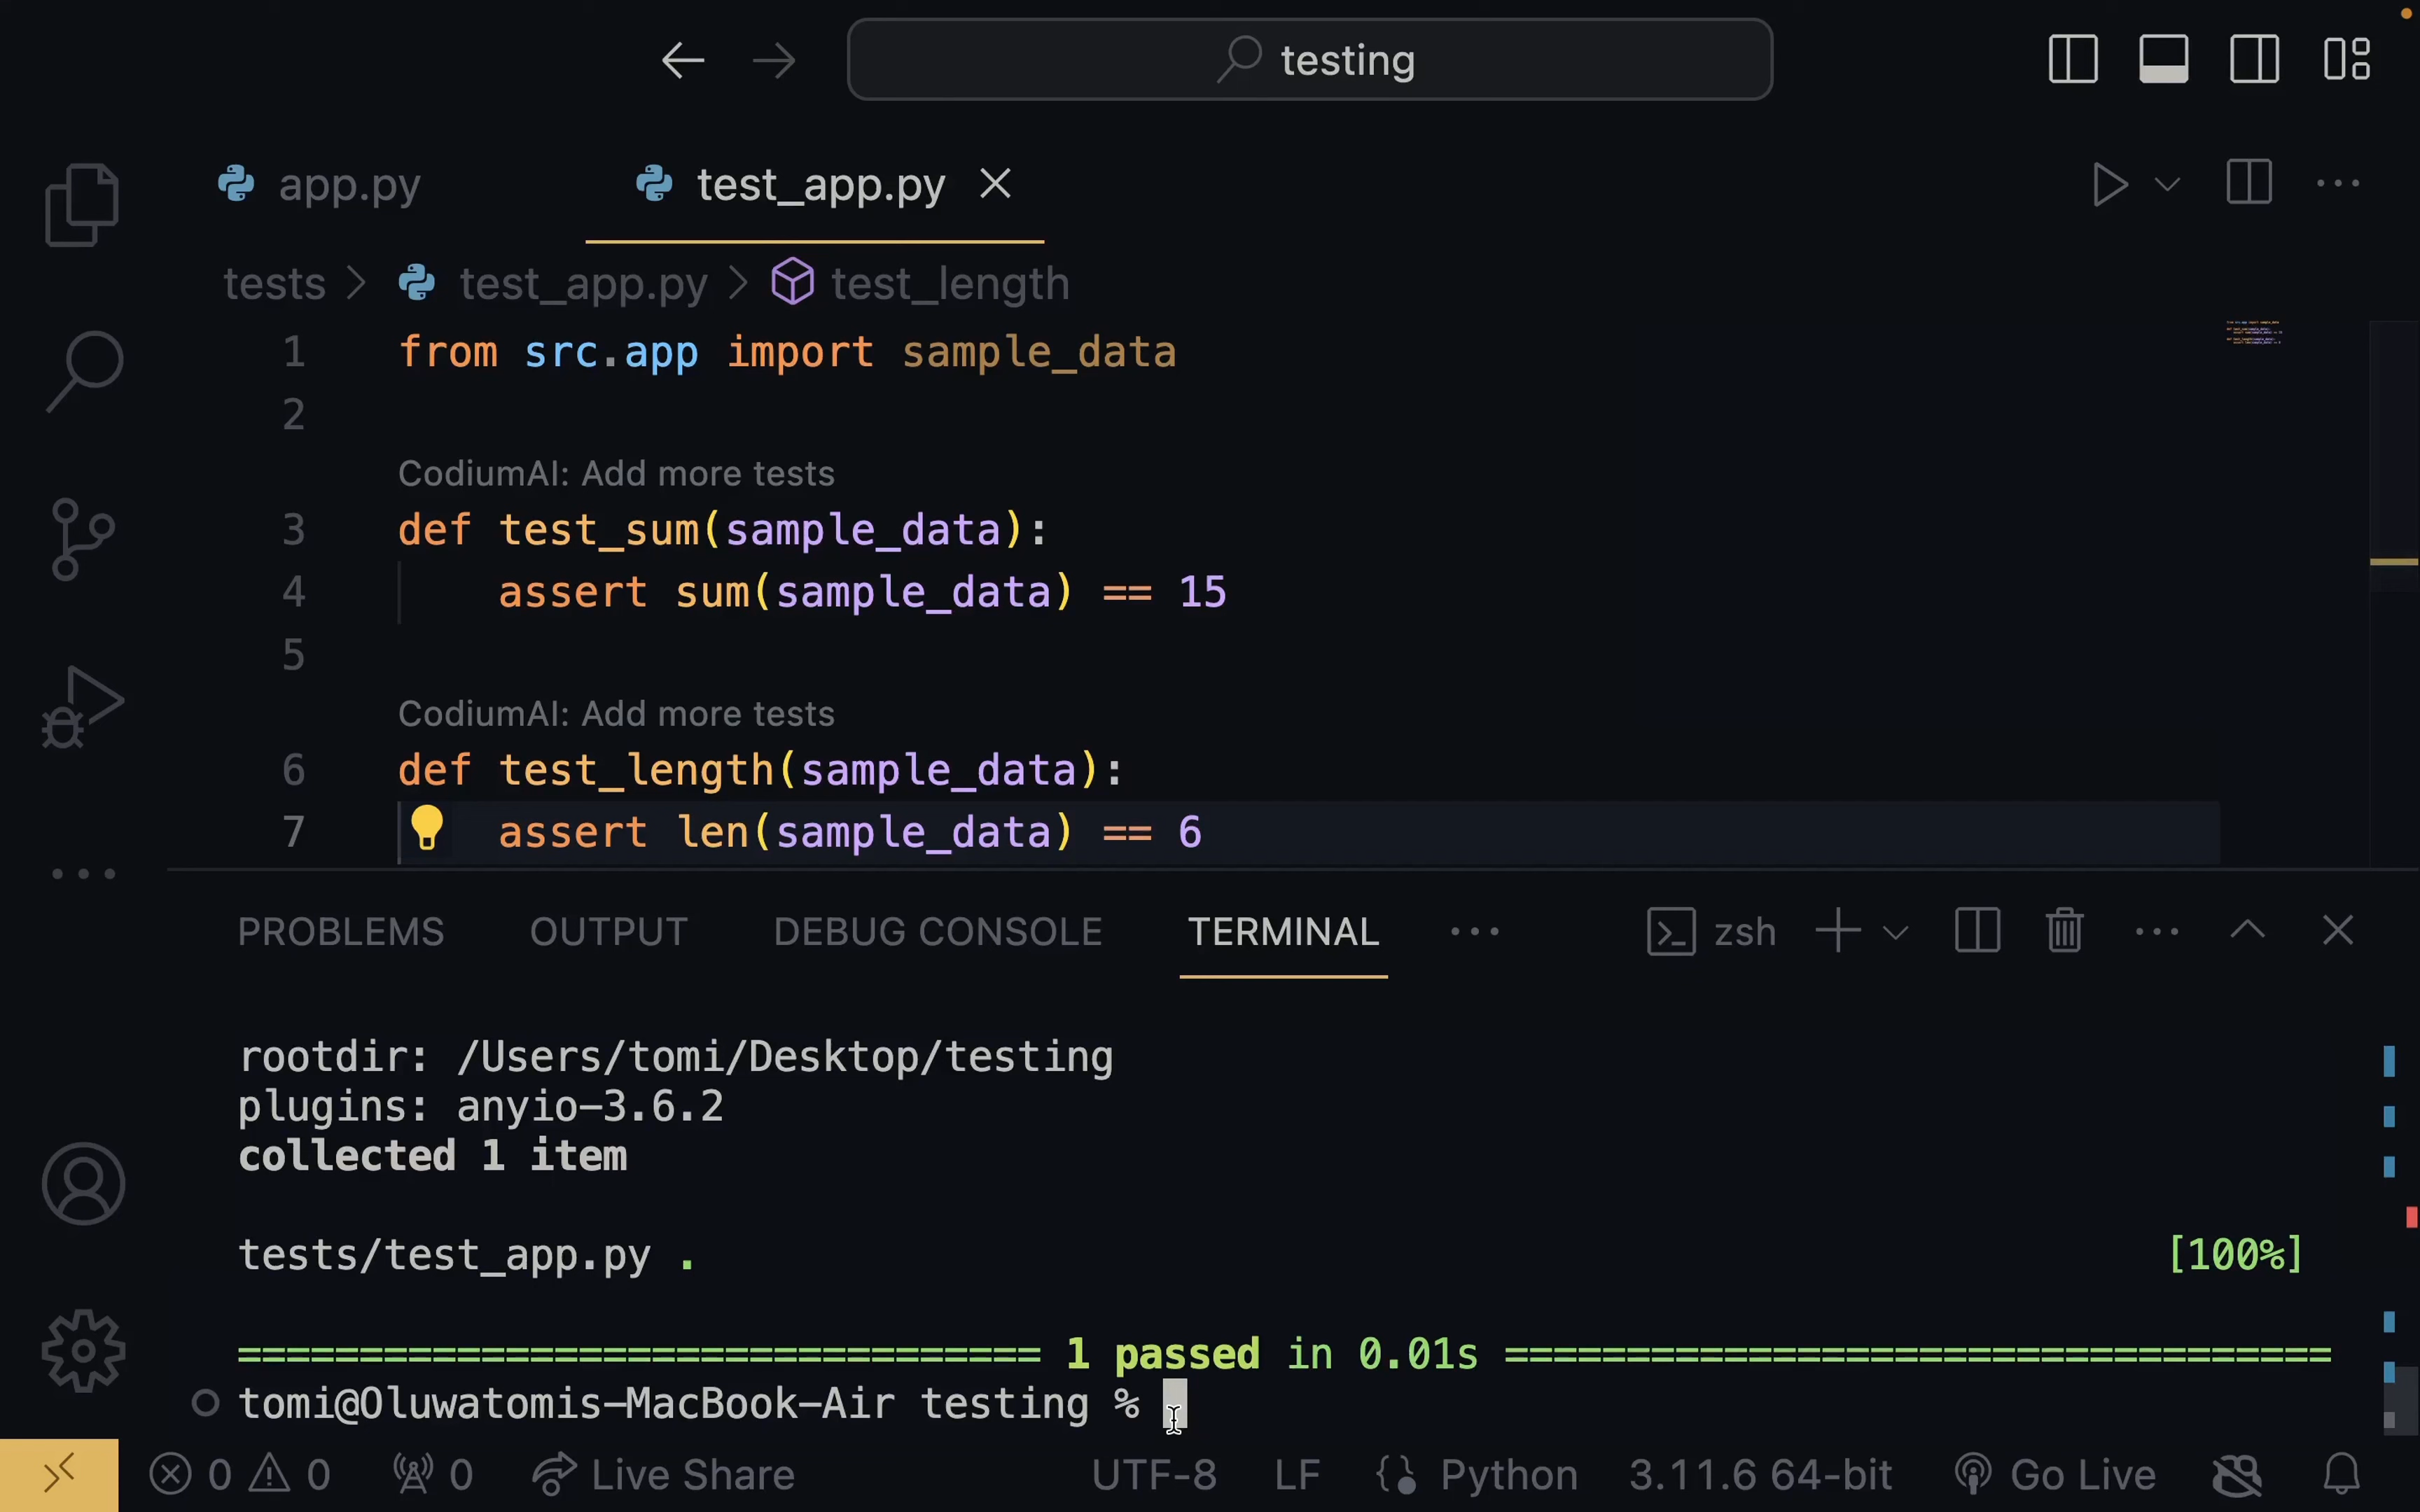 testing
app.py
test_app.py
tests > test_app.py > test_length
1 from src.app import sample_data
2
CodiumAI: Add more tests
3 def test_sum(sample_data):
4     assert sum(sample_data) == 15
5
CodiumAI: Add more tests
6 def test_length(sample_data):
7     assert len(sample_data) == 6
PROBLEMS OUTPUT DEBUG CONSOLE TERMINAL ... zsh
rootdir: /Users/tomi/Desktop/testing
plugins: anyio-3.6.2
collected 1 item
tests/test_app.py . [100%]
================================= 1 passed in 0.01s ==================================
tomi@Oluwatomis-MacBook-Air testing %
0 0 0 Live Share UTF-8 LF Python 3.11.6 64-bit Go Live